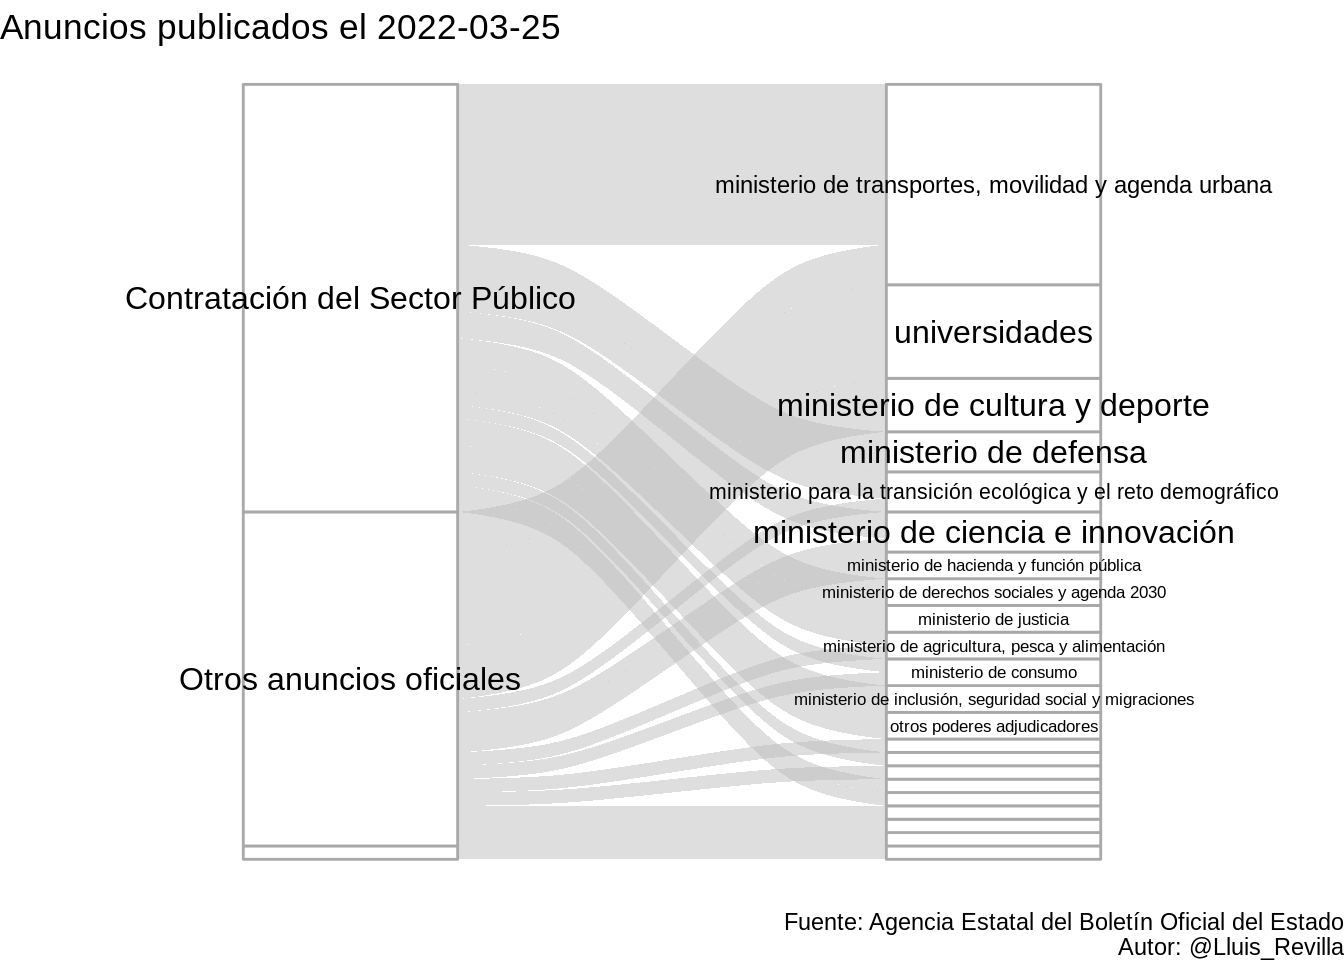 Anuncios publicados el 2022-03-25
Contratación del Sector Público
Otros anuncios oficiales
ministerio de transportes, movilidad y agenda urbana
universidades
ministerio de cultura y deporte
ministerio de defensa
ministerio para la transición ecológica y el reto demográfico
ministerio de ciencia e innovación
ministerio de hacienda y función pública
ministerio de derechos sociales y agenda 2030
ministerio de justicia
ministerio de agricultura, pesca y alimentación
ministerio de consumo
ministerio de inclusión, seguridad social y migraciones
otros poderes adjudicadores
Fuente: Agencia Estatal del Boletín Oficial del Estado
Autor: @Lluis_Revilla